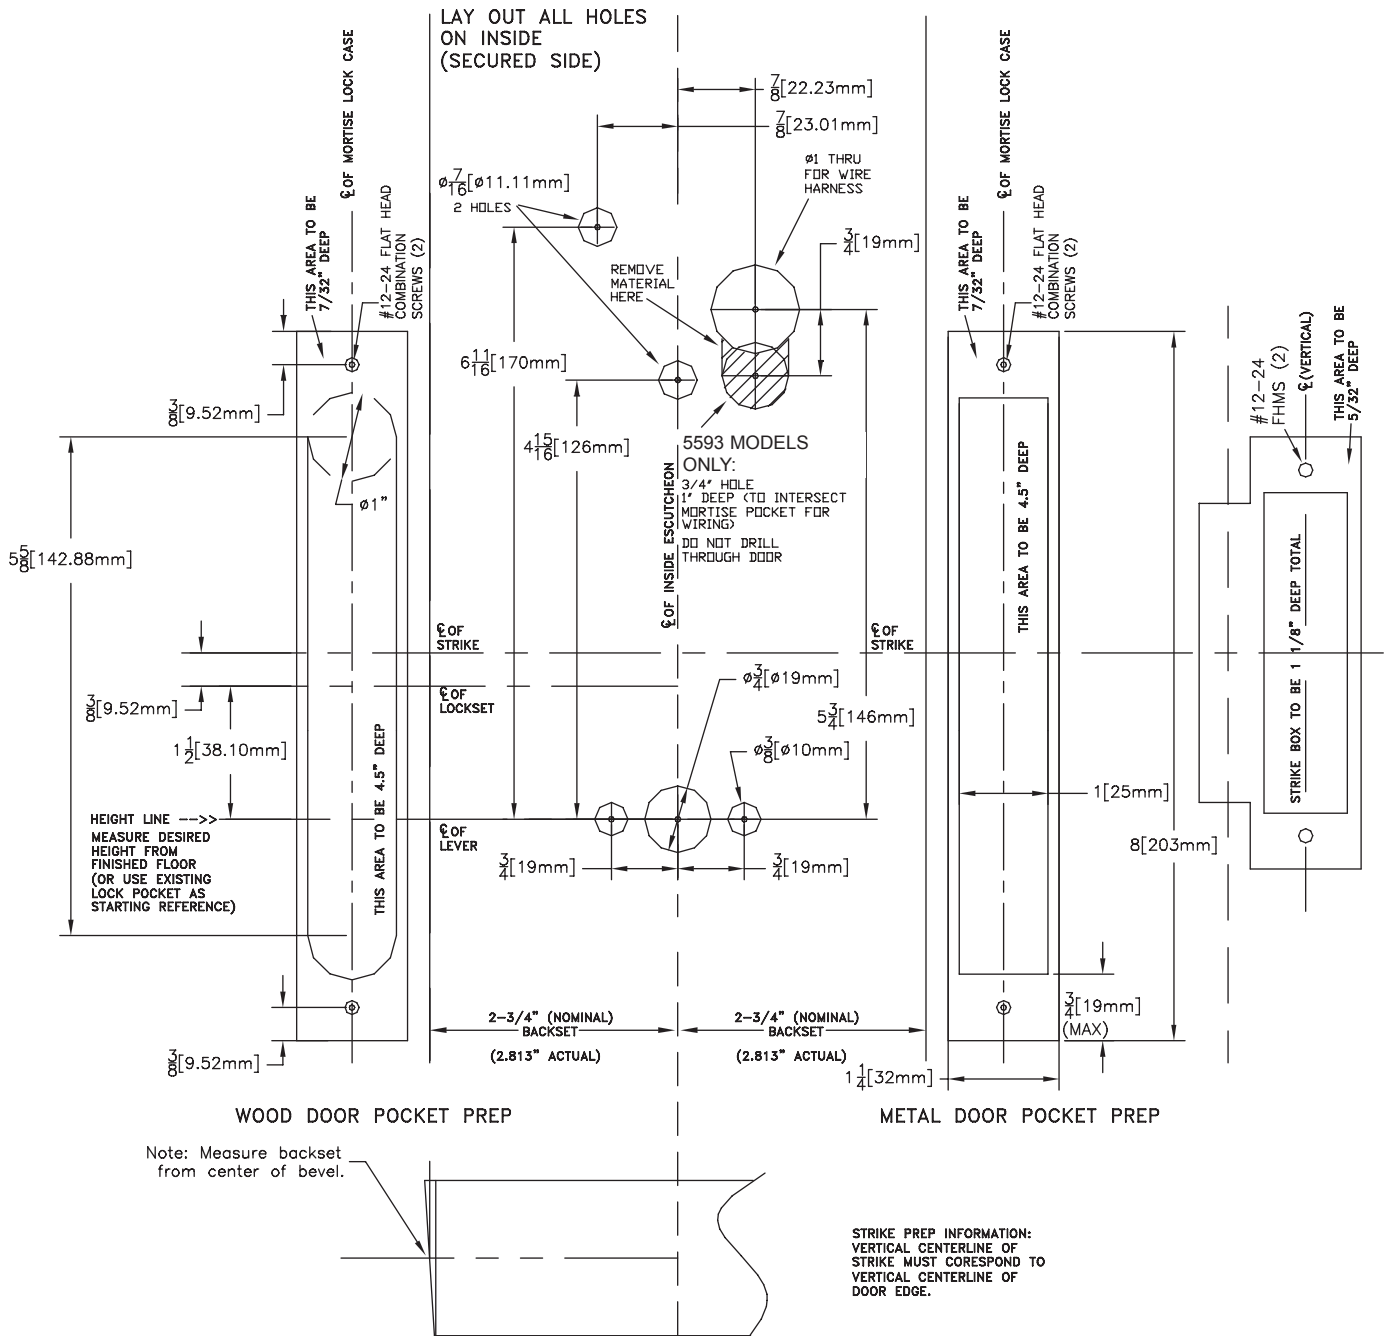 LAY OUT ALL HOLES
ON INSIDE
(SECURED SIDE)
℄ OF MORTISE LOCK CASE
THIS AREA TO BE
7/32" DEEP
#12-24 FLAT HEAD
COMBINATION
SCREWS (2)
7/8[22.23mm]
7/8[23.01mm]
ø7/16[ø11.11mm]
2 HOLES
ø1 THRU
FOR WIRE
HARNESS
3/4[19mm]
REMOVE
MATERIAL
HERE
℄ OF MORTISE LOCK CASE
THIS AREA TO BE
7/32" DEEP
#12-24 FLAT HEAD
COMBINATION
SCREWS (2)
#12-24
FHMS (2)
℄(VERTICAL)
THIS AREA TO BE
5/32" DEEP
3/8[9.52mm]
6 11/16[170mm]
4 15/16[126mm]
5593 MODELS
ONLY:
3/4" HOLE
1" DEEP (TO INTERSECT
MORTISE POCKET FOR
WIRING)
DO NOT DRILL
THROUGH DOOR
℄ OF INSIDE ESCUTCHEON
ø1"
5 5/8[142.88mm]
THIS AREA TO BE 4.5" DEEP
STRIKE BOX TO BE 1 1/8" DEEP TOTAL
℄ OF
STRIKE
℄ OF
STRIKE
3/8[9.52mm]
℄ OF
LOCKSET
ø3/4[ø19mm]
5 3/4[146mm]
1 1/2[38.10mm]
ø3/8[ø10mm]
THIS AREA TO BE 4.5" DEEP
1[25mm]
8[203mm]
HEIGHT LINE -->>
MEASURE DESIRED
HEIGHT FROM
FINISHED FLOOR
(OR USE EXISTING
LOCK POCKET AS
STARTING REFERENCE)
℄ OF
LEVER
3/4[19mm]
3/4[19mm]
2-3/4" (NOMINAL)
BACKSET
(2.813" ACTUAL)
2-3/4" (NOMINAL)
BACKSET
(2.813" ACTUAL)
3/4[19mm]
(MAX)
3/8[9.52mm]
1 1/4[32mm]
WOOD DOOR POCKET PREP
METAL DOOR POCKET PREP
Note: Measure backset
from center of bevel.
STRIKE PREP INFORMATION:
VERTICAL CENTERLINE OF
STRIKE MUST CORESPOND TO
VERTICAL CENTERLINE OF
DOOR EDGE.